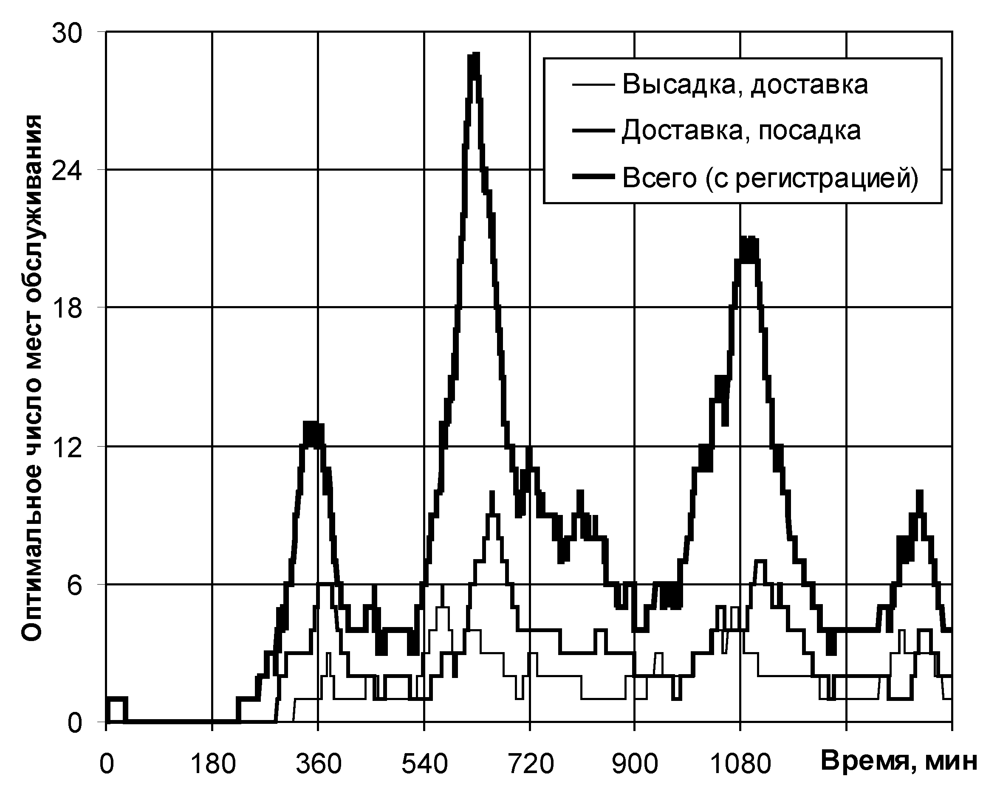 Оптимальное число мест обслуживания
30
24
18
12
6
0
Высадка, доставка
Доставка, посадка
Всего (с регистрацией)
0 180 360 540 720 900 1080 Время, мин